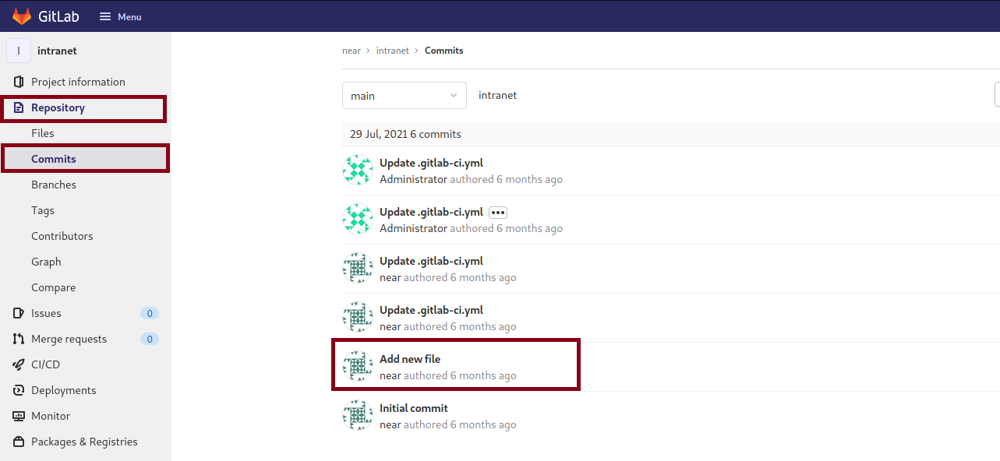 GitLab Menu
I intranet
Project information
Repository
Files
Commits
Branches
Tags
Contributors
Graph
Compare
Issues 0
Merge requests 0
CI/CD
Deployments
Monitor
Packages & Registries
near > intranet > Commits
main intranet
29 Jul, 2021 6 commits
Update .gitlab-ci.yml
Administrator authored 6 months ago
Update .gitlab-ci.yml •••
Administrator authored 6 months ago
Update .gitlab-ci.yml
near authored 6 months ago
Update .gitlab-ci.yml
near authored 6 months ago
Add new file
near authored 6 months ago
Initial commit
near authored 6 months ago